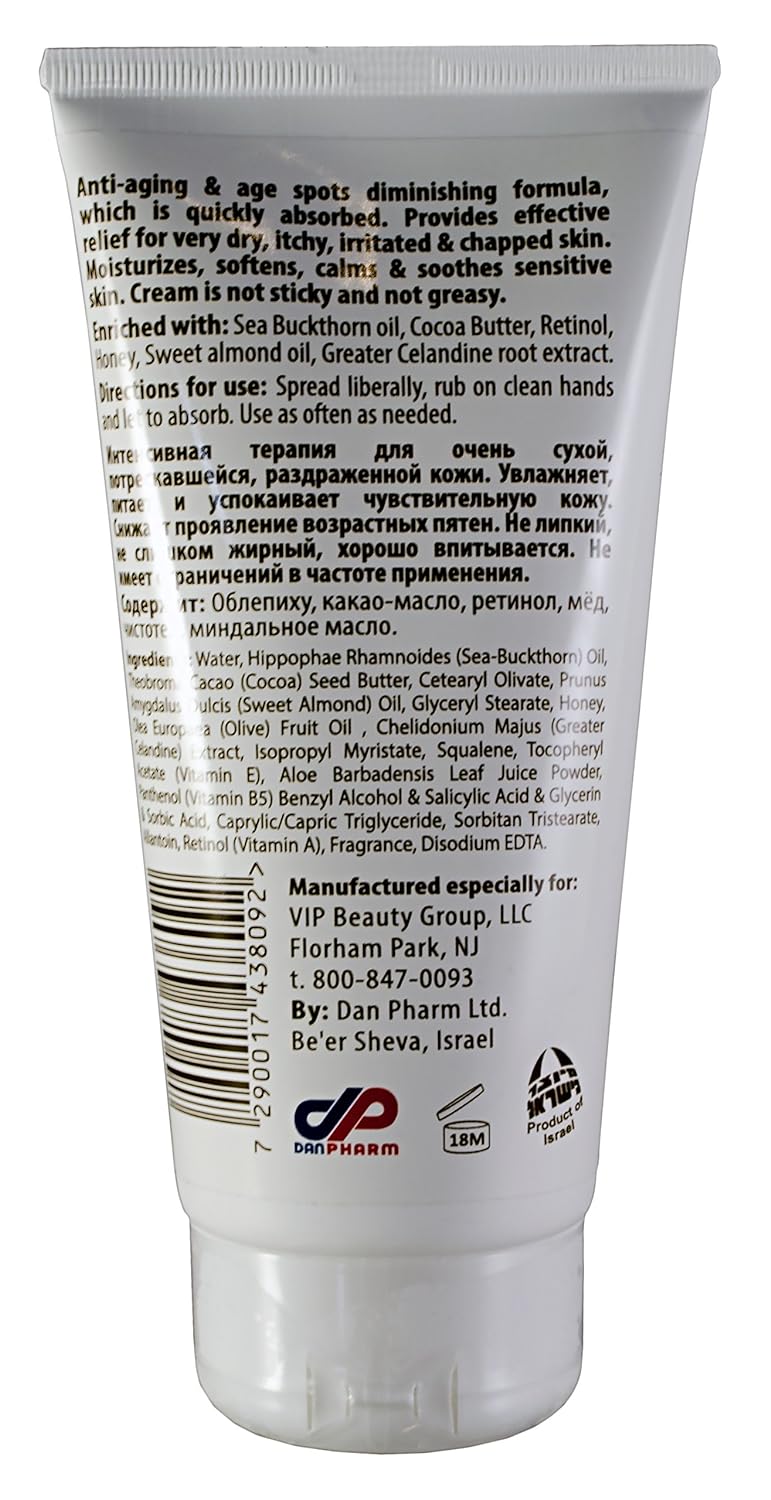 Anti-aging & age spots diminishing formula,
which is quickly absorbed. Provides effective
relief for very dry, itchy, irritated & chapped skin.
Moisturizes, softens, calms & soothes sensitive
skin. Cream is not sticky and not greasy.
Enriched with: Sea Buckthorn oil, Cocoa Butter, Retinol,
Honey, Sweet almond oil, Greater Celandine root extract.
Directions for use: Spread liberally, rub on clean hands
and let to absorb. Use as often as needed.
Интенсивная терапия для очень сухой,
потрескавшейся, раздраженной кожи. Увлажняет,
питает и успокаивает чувствительную кожу.
Снижает проявление возрастных пятен. Не липкий,
не слишком жирный, хорошо впитывается. Не
имеет ограничений в частоте применения.
Содержит: Облепиху, какао-масло, ретинол, мёд,
миндальное масло.
Ingredients: Water, Hippophae Rhamnoides (Sea-Buckthorn) Oil,
Theobroma Cacao (Cocoa) Seed Butter, Cetearyl Olivate, Prunus
Amygdalus Dulcis (Sweet Almond) Oil, Glyceryl Stearate, Honey,
Olea Europaea (Olive) Fruit Oil , Chelidonium Majus (Greater
Celandine) Extract, Isopropyl Myristate, Squalene, Tocopheryl
Acetate (Vitamin E), Aloe Barbadensis Leaf Juice Powder,
Panthenol (Vitamin B5) Benzyl Alcohol & Salicylic Acid & Glycerin
& Sorbic Acid, Caprylic/Capric Triglyceride, Sorbitan Tristearate,
Allantoin, Retinol (Vitamin A), Fragrance, Disodium EDTA.
7 290017 438092 >
Manufactured especially for:
VIP Beauty Group, LLC
Florham Park, NJ
t. 800-847-0093
By: Dan Pharm Ltd.
Be'er Sheva, Israel
dp
DANPHARM
18M
תוצר
ישראל
Product of
Israel